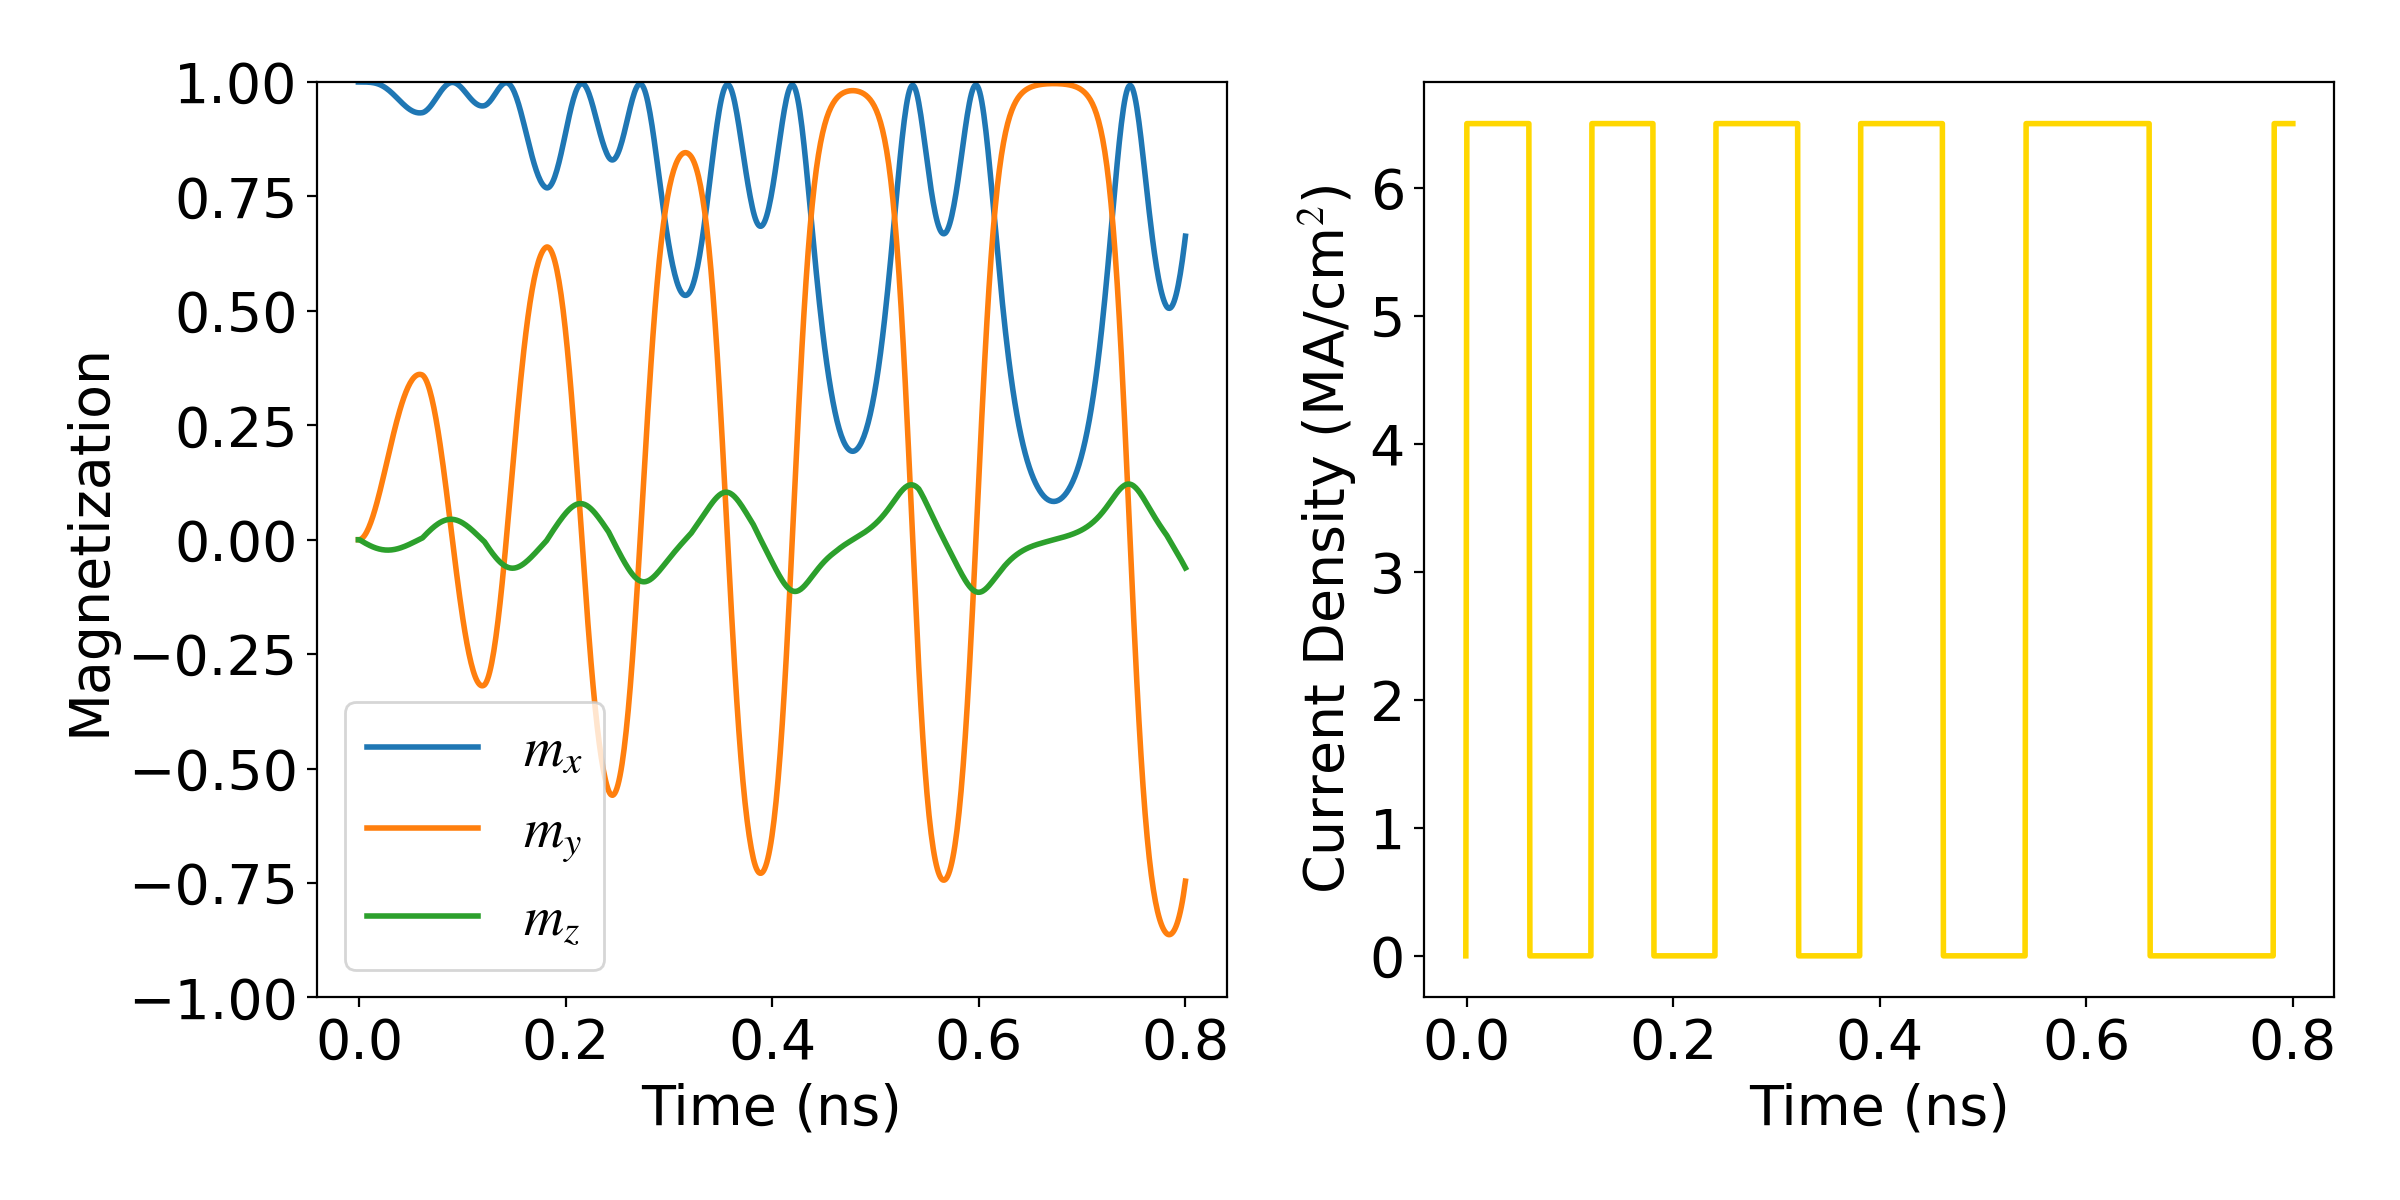 1.00
0.75
0.50
0.25
0.00
−0.25
−0.50
−0.75
−1.00
Magnetization
m_x
m_y
m_z
0.0 0.2 0.4 0.6 0.8
Time (ns)
6
5
4
3
2
1
0
Current Density (MA/cm²)
0.0 0.2 0.4 0.6 0.8
Time (ns)